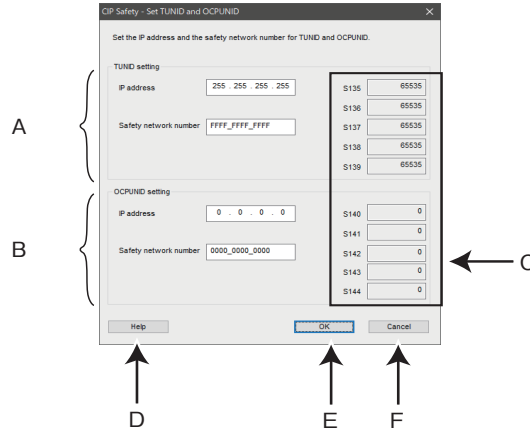 CIP Safety - Set TUNID and OCPUNID
Set the IP address and the safety network number for TUNID and OCPUNID.
TUNID setting
IP address 255 . 255 . 255 . 255
Safety network number FFFF_FFFF_FFFF
S135 65535
S136 65535
S137 65535
S138 65535
S139 65535
A
OCPUNID setting
IP address 0 . 0 . 0 . 0
Safety network number 0000_0000_0000
S140 0
S141 0
S142 0
S143 0
S144 0
B
C
Help OK Cancel
D E F